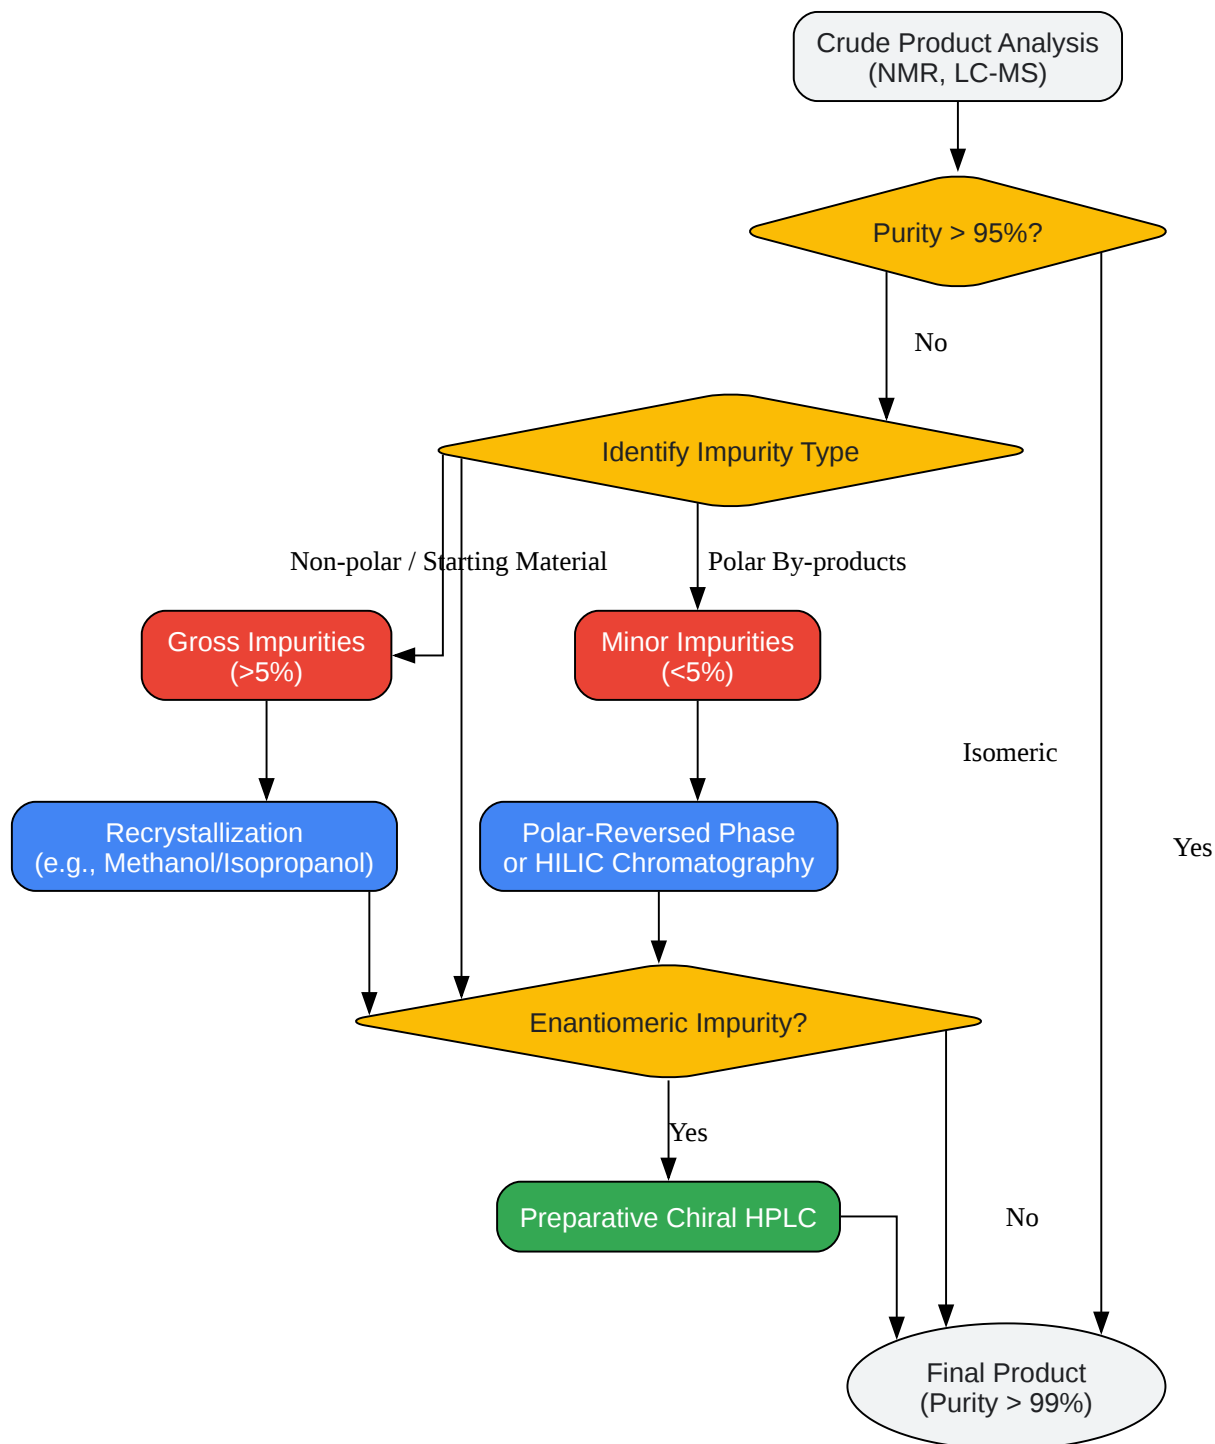 Crude Product Analysis
(NMR, LC-MS)
Purity > 95%?
No
Identify Impurity Type
Non-polar / Starting Material
Polar By-products
Gross Impurities
(>5%)
Minor Impurities
(<5%)
Isomeric
Recrystallization
(e.g., Methanol/Isopropanol)
Polar-Reversed Phase
or HILIC Chromatography
Yes
Enantiomeric Impurity?
Yes
Preparative Chiral HPLC
No
Final Product
(Purity > 99%)